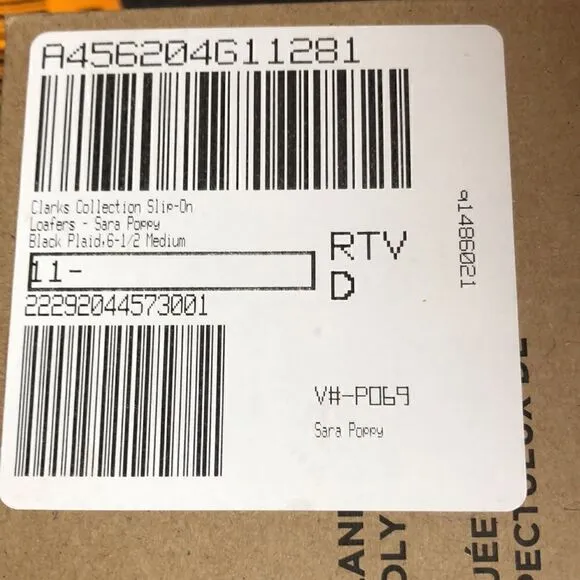 A456204G11281
Clarks Collection Slip-On
Loafers - Sara Poppy
Black Plaid,6-1/2 Medium
11-
RTV
D
91486021
22292044573001
V#-P069
Sara Poppy